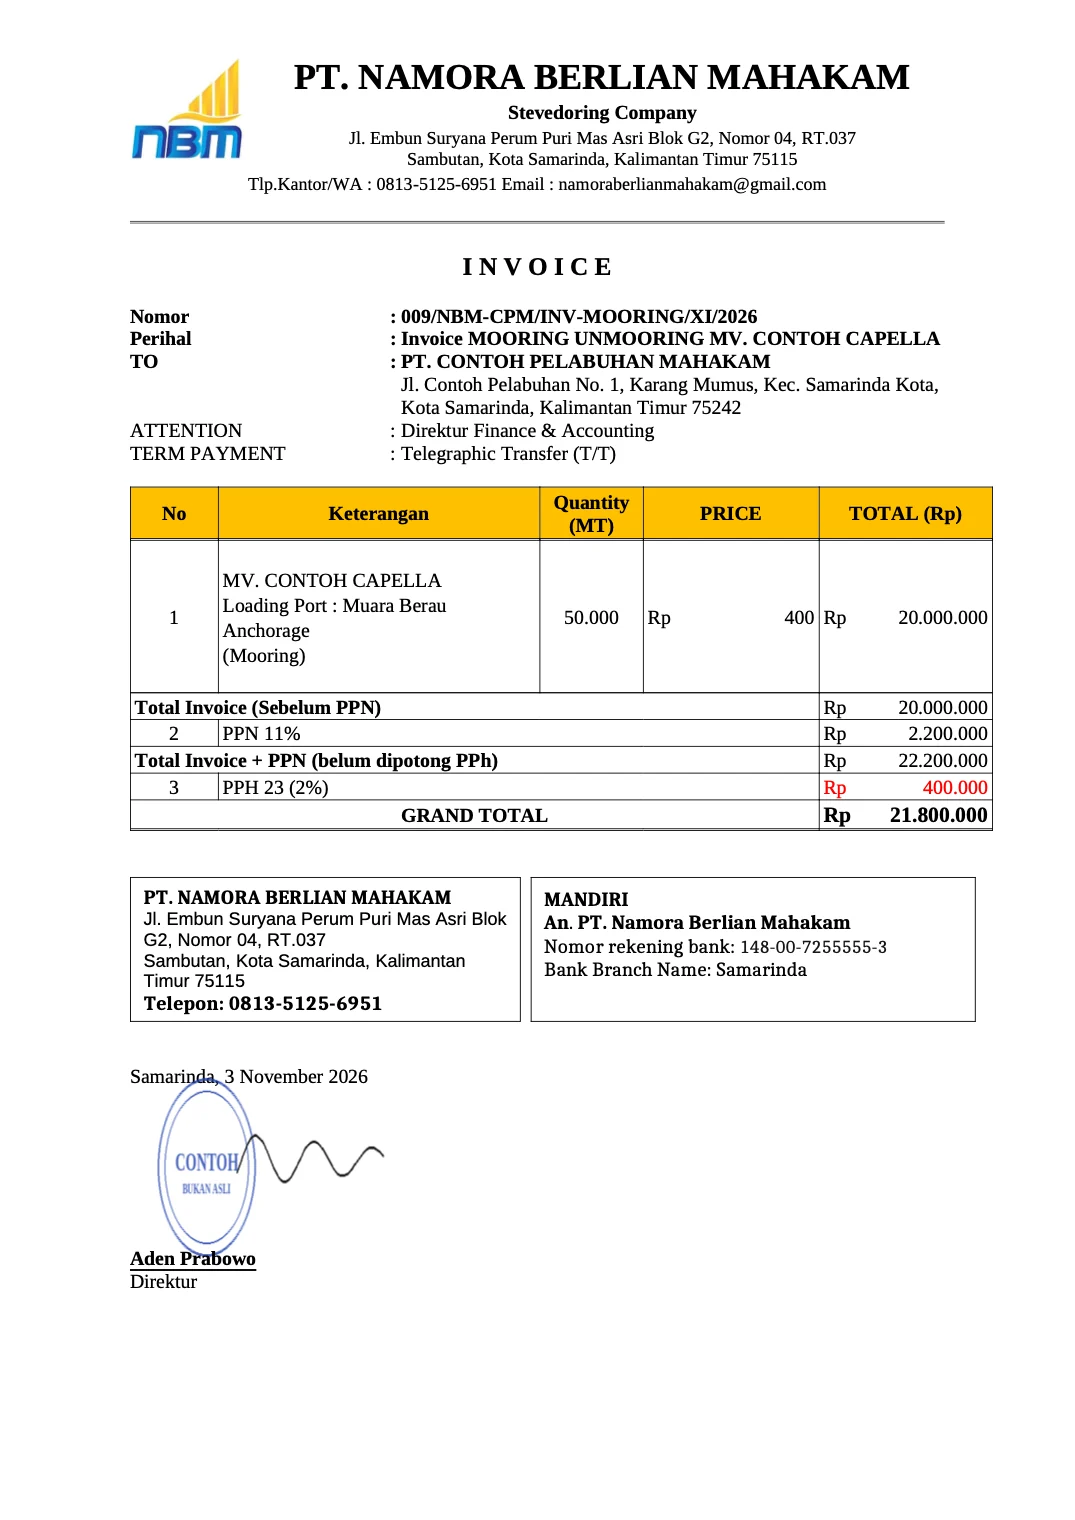 nbm
PT. NAMORA BERLIAN MAHAKAM
Stevedoring Company
Jl. Embun Suryana Perum Puri Mas Asri Blok G2, Nomor 04, RT.037
Sambutan, Kota Samarinda, Kalimantan Timur 75115
Tlp.Kantor/WA : 0813-5125-6951 Email : namoraberlianmahakam@gmail.com
INVOICE
Nomor : 009/NBM-CPM/INV-MOORING/XI/2026
Perihal : Invoice MOORING UNMOORING MV. CONTOH CAPELLA
TO : PT. CONTOH PELABUHAN MAHAKAM
Jl. Contoh Pelabuhan No. 1, Karang Mumus, Kec. Samarinda Kota,
Kota Samarinda, Kalimantan Timur 75242
ATTENTION : Direktur Finance & Accounting
TERM PAYMENT : Telegraphic Transfer (T/T)
No Keterangan Quantity (MT) PRICE TOTAL (Rp)
MV. CONTOH CAPELLA
Loading Port : Muara Berau
1 Anchorage 50.000 Rp 400 Rp 20.000.000
(Mooring)
Total Invoice (Sebelum PPN) Rp 20.000.000
2 PPN 11% Rp 2.200.000
Total Invoice + PPN (belum dipotong PPh) Rp 22.200.000
3 PPH 23 (2%) Rp 400.000
GRAND TOTAL Rp 21.800.000
PT. NAMORA BERLIAN MAHAKAM
Jl. Embun Suryana Perum Puri Mas Asri Blok
G2, Nomor 04, RT.037
Sambutan, Kota Samarinda, Kalimantan
Timur 75115
Telepon: 0813-5125-6951
MANDIRI
An. PT. Namora Berlian Mahakam
Nomor rekening bank: 148-00-7255555-3
Bank Branch Name: Samarinda
Samarinda, 3 November 2026
CONTOH
BUKAN ASLI
Aden Prabowo
Direktur